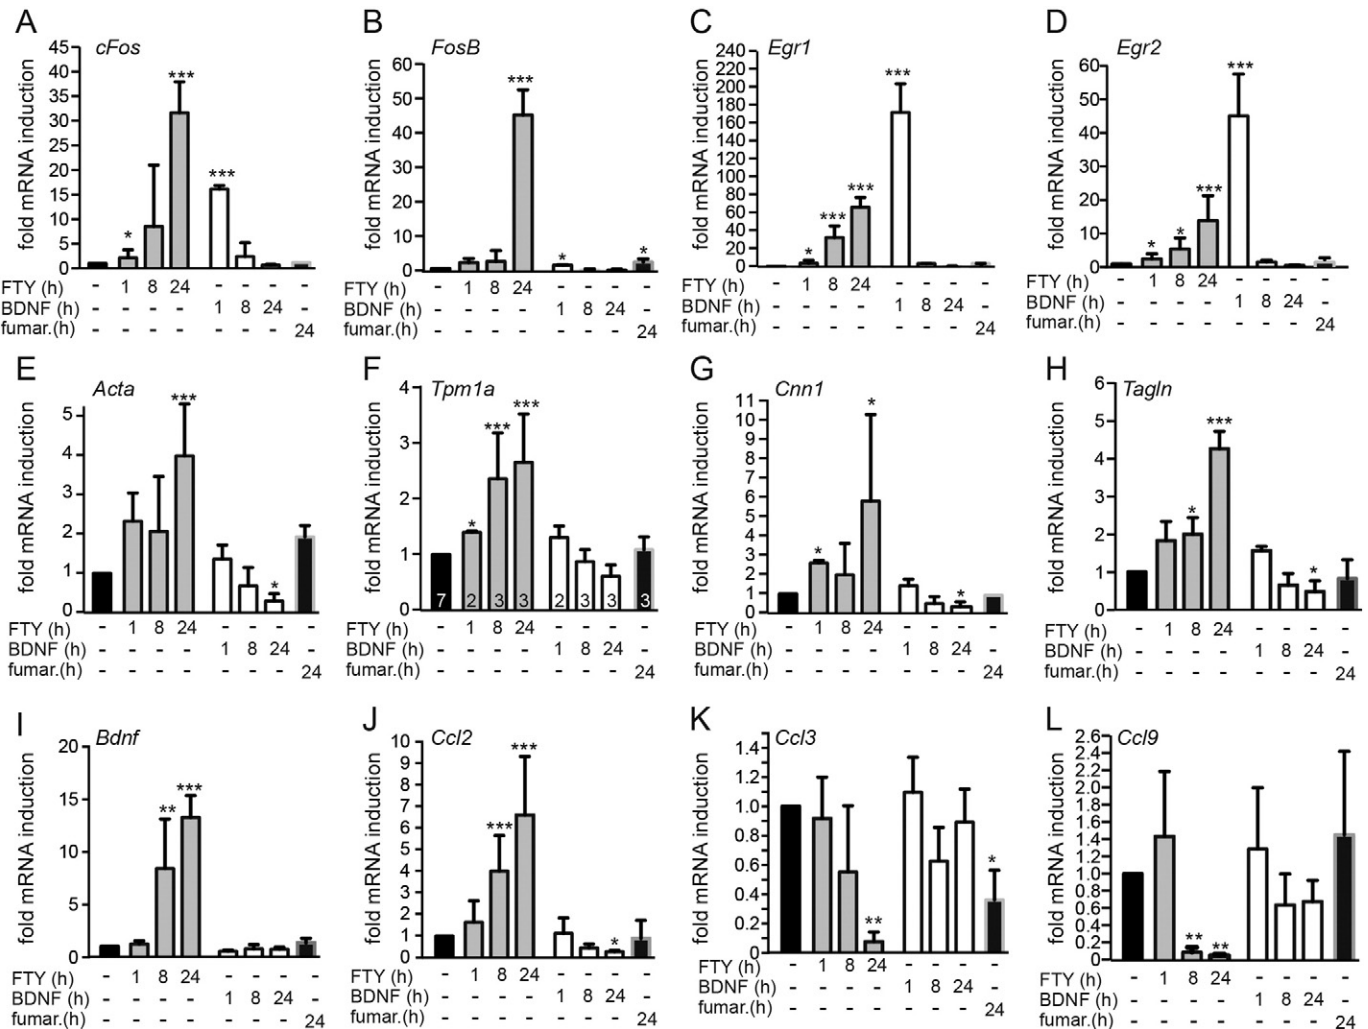 A
cFos
fold mRNA induction
45
40
35
30
25
20
15
10
5
0
* *** ***
FTY (h) - 1 8 24 - - - -
BDNF (h) - - - - 1 8 24 -
fumar.(h) - - - - - - - 24
B
FosB
fold mRNA induction
60
50
40
30
20
10
0
*** * *
FTY (h) - 1 8 24 - - - -
BDNF (h) - - - - 1 8 24 -
fumar.(h) - - - - - - - 24
C
Egr1
fold mRNA induction
240
220
200
180
160
140
120
100
80
60
40
20
0
* *** *** ***
FTY (h) - 1 8 24 - - - -
BDNF (h) - - - - 1 8 24 -
fumar.(h) - - - - - - - 24
D
Egr2
fold mRNA induction
60
50
40
30
20
10
0
* * *** ***
FTY (h) - 1 8 24 - - - -
BDNF (h) - - - - 1 8 24 -
fumar.(h) - - - - - - - 24
E
Acta
fold mRNA induction
5
4
3
2
1
0
*** *
FTY (h) - 1 8 24 - - - -
BDNF (h) - - - - 1 8 24 -
fumar.(h) - - - - - - - 24
F
Tpm1a
fold mRNA induction
4
3
2
1
0
* *** ***
7 2 3 3 2 3 3 3
FTY (h) - 1 8 24 - - - -
BDNF (h) - - - - 1 8 24 -
fumar.(h) - - - - - - - 24
G
Cnn1
fold mRNA induction
11
10
9
8
7
6
5
4
3
2
1
0
* * *
FTY (h) - 1 8 24 - - - -
BDNF (h) - - - - 1 8 24 -
fumar.(h) - - - - - - - 24
H
Tagln
fold mRNA induction
6
5
4
3
2
1
0
* *** *
FTY (h) - 1 8 24 - - - -
BDNF (h) - - - - 1 8 24 -
fumar.(h) - - - - - - - 24
I
Bdnf
fold mRNA induction
20
15
10
5
0
** ***
FTY (h) - 1 8 24 - - - -
BDNF (h) - - - - 1 8 24 -
fumar.(h) - - - - - - - 24
J
Ccl2
fold mRNA induction
10
9
8
7
6
5
4
3
2
1
0
*** *** *
FTY (h) - 1 8 24 - - - -
BDNF (h) - - - - 1 8 24 -
fumar.(h) - - - - - - - 24
K
Ccl3
fold mRNA induction
1.4
1.2
1.0
0.8
0.6
0.4
0.2
0
** *
FTY (h) - 1 8 24 - - - -
BDNF (h) - - - - 1 8 24 -
fumar.(h) - - - - - - - 24
L
Ccl9
fold mRNA induction
2.6
2.4
2.2
2.0
1.8
1.6
1.4
1.2
1.0
0.8
0.6
0.4
0.2
0
** **
FTY (h) - 1 8 24 - - - -
BDNF (h) - - - - 1 8 24 -
fumar.(h) - - - - - - - 24